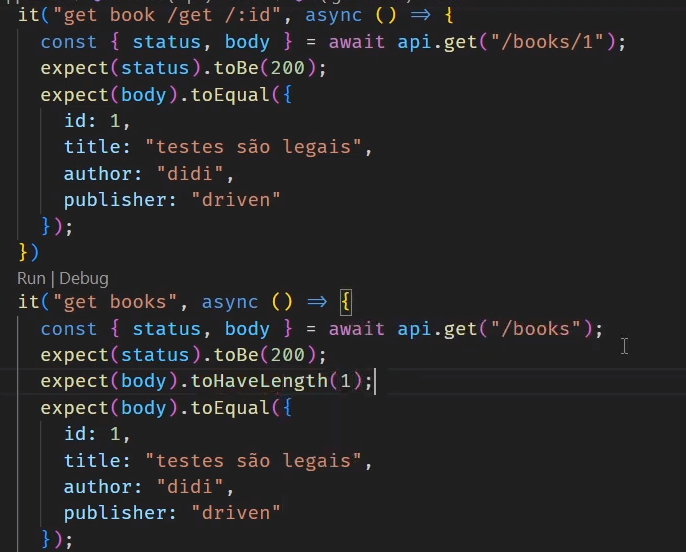 it("get book /get /:id", async () => {
const { status, body } = await api.get("/books/1");
expect(status).toBe(200);
expect(body).toEqual({
id: 1,
title: "testes são legais",
author: "didi",
publisher: "driven"
});
})
Run | Debug
it("get books", async () => {
const { status, body } = await api.get("/books");
expect(status).toBe(200);
expect(body).toHaveLength(1);
expect(body).toEqual({
id: 1,
title: "testes são legais",
author: "didi",
publisher: "driven"
});